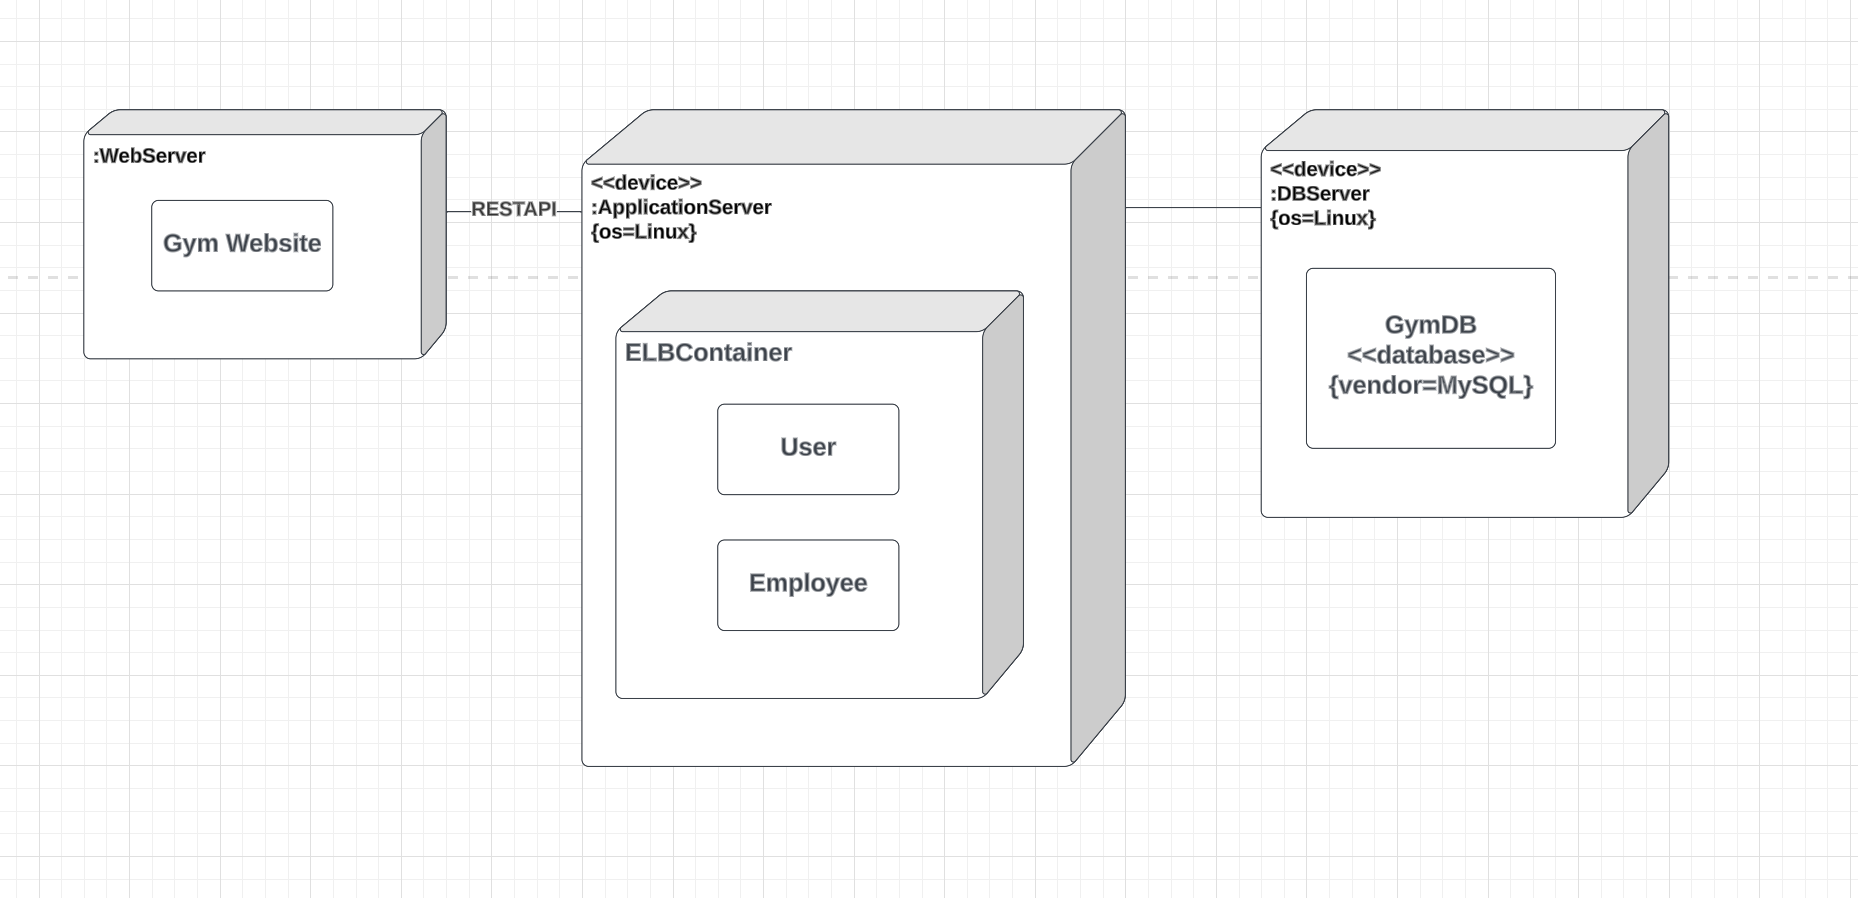 :WebServer
Gym Website
RESTAPI
<<device>>
:ApplicationServer
{os=Linux}
ELBContainer
User
Employee
<<device>>
:DBServer
{os=Linux}
GymDB
<<database>>
{vendor=MySQL}